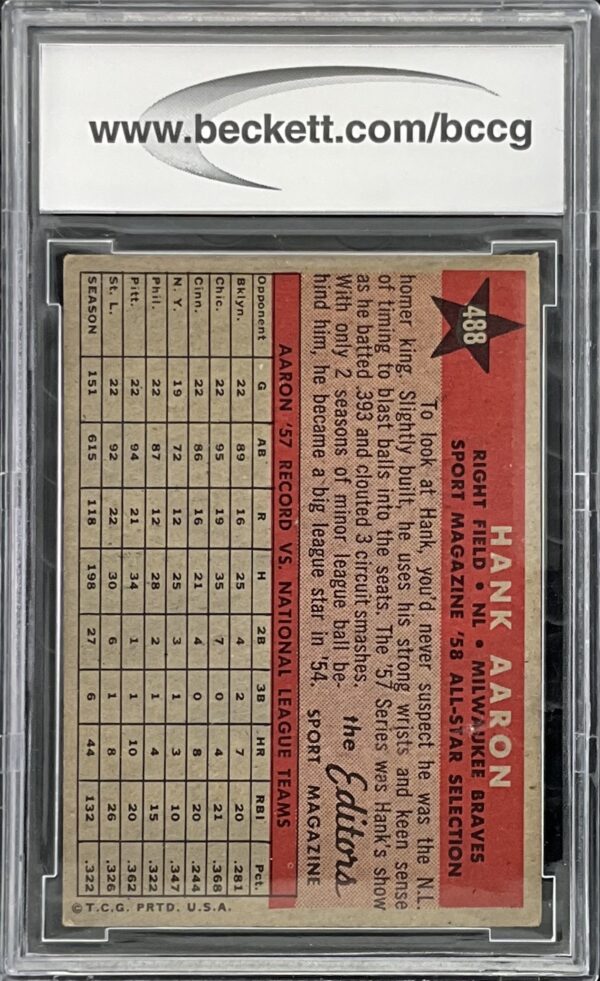 www.beckett.com/bccg
488
HANK AARON
RIGHT FIELD • NL • MILWAUKEE BRAVES
SPORT MAGAZINE '58 ALL-STAR SELECTION
To look at Hank, you'd never suspect he was the N.L.
homer king. Slightly built, he uses his strong wrists and keen sense
of timing to blast balls into the seats. The '57 Series was Hank's show
as he batted .393 and clouted 3 circuit smashes.
With only 2 seasons of minor league ball be-
hind him, he became a big league star in '54.
the Editors
SPORT MAGAZINE
AARON '57 RECORD VS. NATIONAL LEAGUE TEAMS
Opponent G AB R H 2B 3B HR RBI Pct.
Bklyn. 22 89 16 25 4 2 7 20 .281
Chic. 22 95 19 35 7 0 4 21 .368
Cinn. 22 86 16 21 4 0 8 20 .244
N. Y. 19 72 12 25 3 1 3 10 .347
Phil. 22 87 12 28 2 1 4 15 .322
Pitt. 22 94 21 34 1 1 10 20 .362
St. L. 22 92 22 30 6 1 8 26 .326
SEASON 151 615 118 198 27 6 44 132 .322
© T.C.G. PRTD. U.S.A.